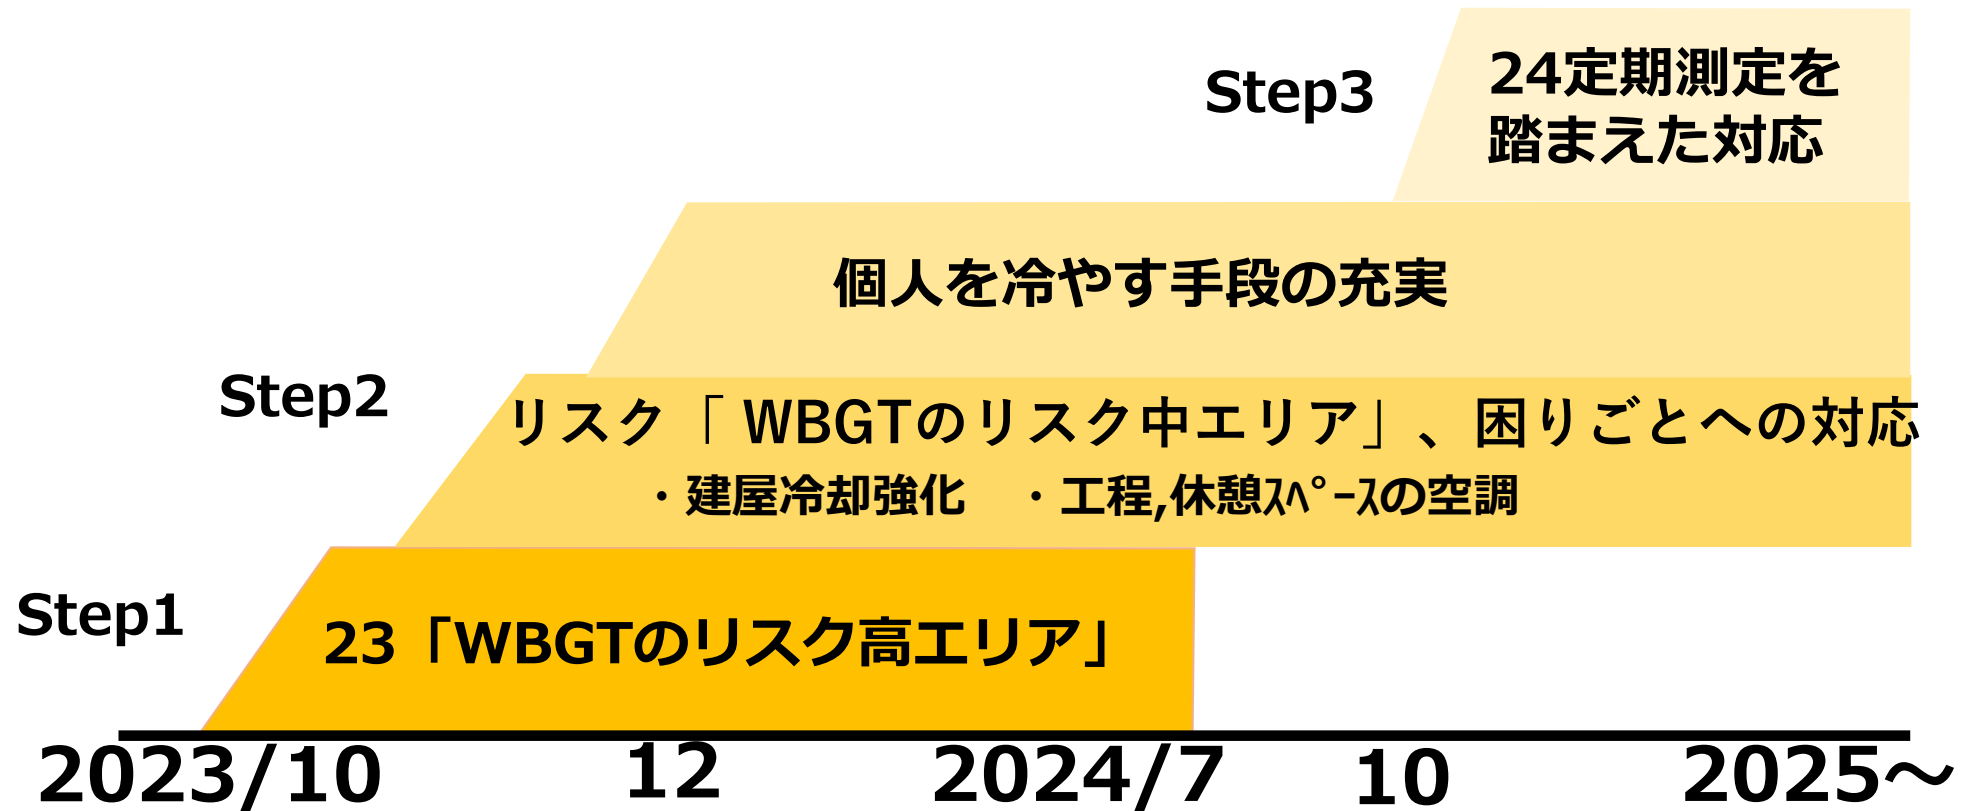 Step3
24定期測定を
踏まえた対応
個人を冷やす手段の充実
Step2
リスク「 WBGTのリスク中エリア」、困りごとへの対応
・建屋冷却強化　・工程,休憩ｽﾍﾟｰｽの空調
Step1
23「WBGTのリスク高エリア」
2023/10 12 2024/7 10 2025～